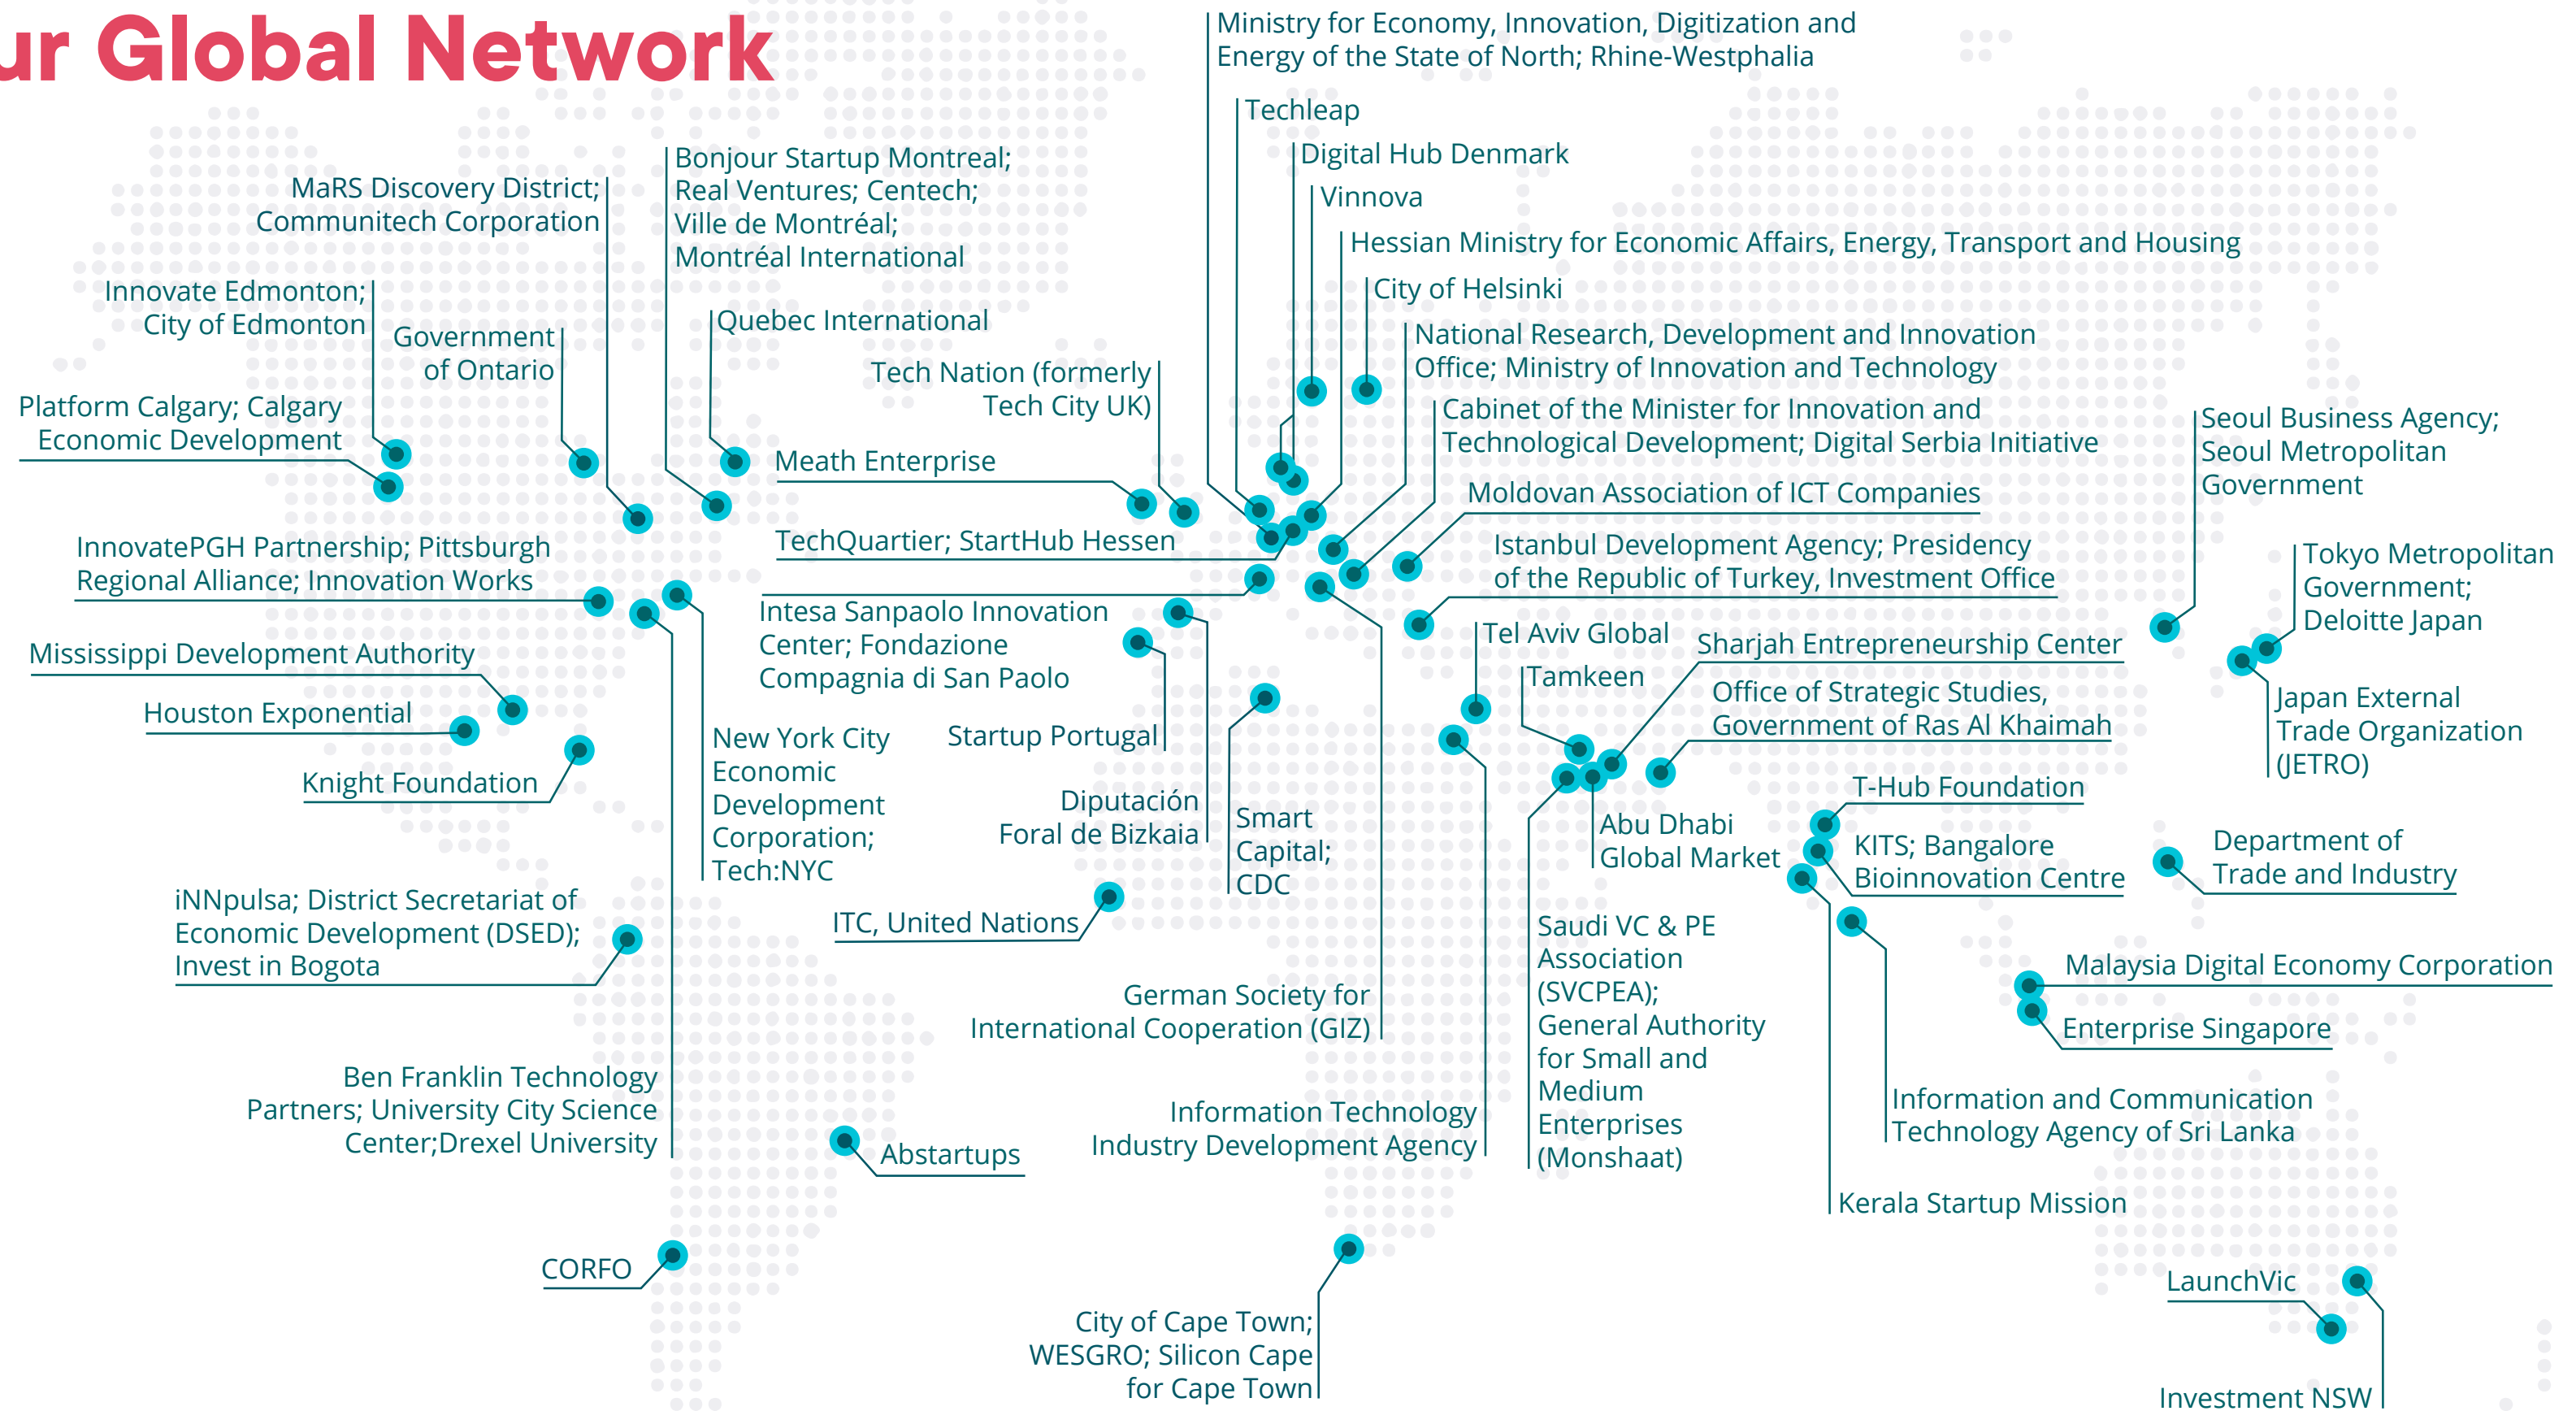 ur Global Network
Ministry for Economy, Innovation, Digitization and
Energy of the State of North; Rhine-Westphalia
Techleap
Digital Hub Denmark
Vinnova
Hessian Ministry for Economic Affairs, Energy, Transport and Housing
City of Helsinki
National Research, Development and Innovation
Office; Ministry of Innovation and Technology
Cabinet of the Minister for Innovation and
Technological Development; Digital Serbia Initiative
Moldovan Association of ICT Companies
Istanbul Development Agency; Presidency
of the Republic of Turkey, Investment Office
MaRS Discovery District;
Communitech Corporation
Bonjour Startup Montreal;
Real Ventures; Centech;
Ville de Montréal;
Montréal International
Innovate Edmonton;
City of Edmonton
Government
of Ontario
Quebec International
Tech Nation (formerly
Tech City UK)
Platform Calgary; Calgary
Economic Development
Meath Enterprise
TechQuartier; StartHub Hessen
InnovatePGH Partnership; Pittsburgh
Regional Alliance; Innovation Works
Intesa Sanpaolo Innovation
Center; Fondazione
Compagnia di San Paolo
Mississippi Development Authority
Houston Exponential
Knight Foundation
New York City
Economic
Development
Corporation;
Tech:NYC
Startup Portugal
Diputación
Foral de Bizkaia
Smart
Capital;
CDC
ITC, United Nations
iNNpulsa; District Secretariat of
Economic Development (DSED);
Invest in Bogota
German Society for
International Cooperation (GIZ)
Ben Franklin Technology
Partners; University City Science
Center;Drexel University
Abstartups
Information Technology
Industry Development Agency
CORFO
City of Cape Town;
WESGRO; Silicon Cape
for Cape Town
Tel Aviv Global
Tamkeen
Sharjah Entrepreneurship Center
Office of Strategic Studies,
Government of Ras Al Khaimah
Abu Dhabi
Global Market
Saudi VC & PE
Association
(SVCPEA);
General Authority
for Small and
Medium
Enterprises
(Monshaat)
T-Hub Foundation
KITS; Bangalore
Bioinnovation Centre
Seoul Business Agency;
Seoul Metropolitan
Government
Tokyo Metropolitan
Government;
Deloitte Japan
Japan External
Trade Organization
(JETRO)
Department of
Trade and Industry
Malaysia Digital Economy Corporation
Enterprise Singapore
Information and Communication
Technology Agency of Sri Lanka
Kerala Startup Mission
LaunchVic
Investment NSW